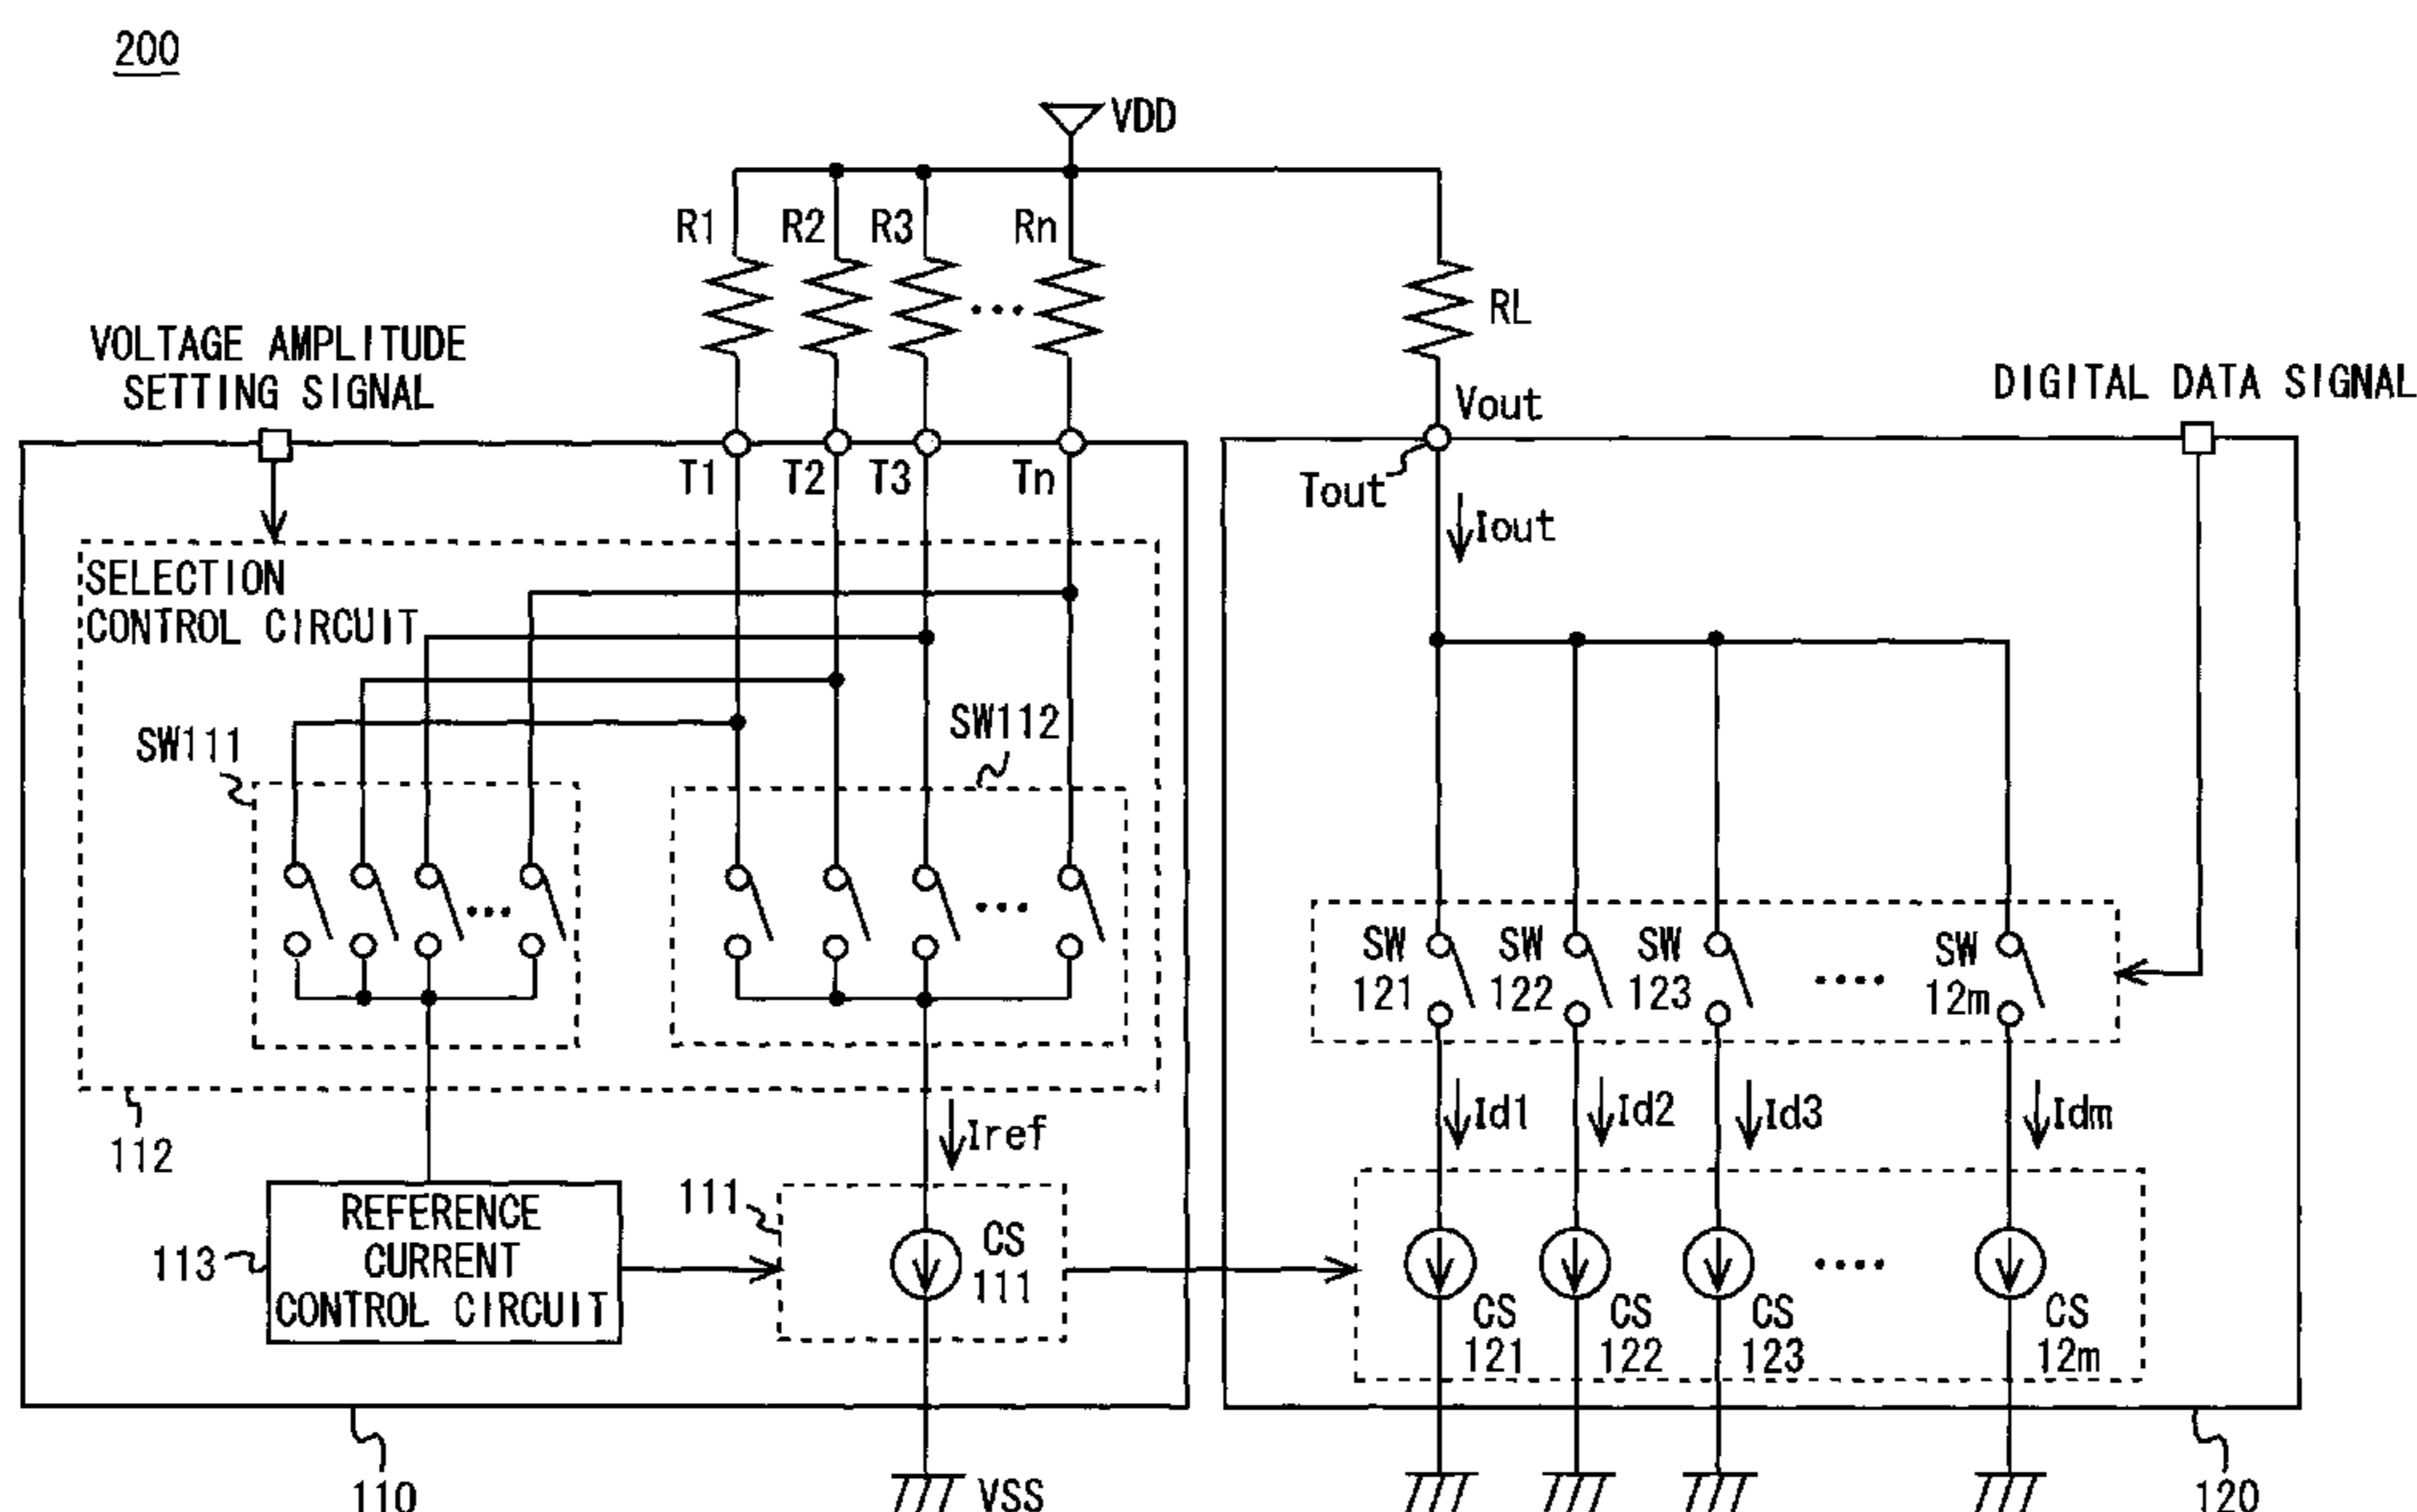 200
VDD
R1 R2 R3 ... Rn
RL
VOLTAGE AMPLITUDE
SETTING SIGNAL
DIGITAL DATA SIGNAL
Vout
T1 T2 T3 Tn
Tout
Iout
SELECTION
CONTROL CIRCUIT
SW111
SW112
...
...
SW
121
SW
122
SW
123
....
SW
12m
Id1 Id2 Id3 Idm
112
Iref
111
REFERENCE
CURRENT
CONTROL CIRCUIT
113
CS
111
....
CS
121
CS
122
CS
123
CS
12m
110
VSS
120